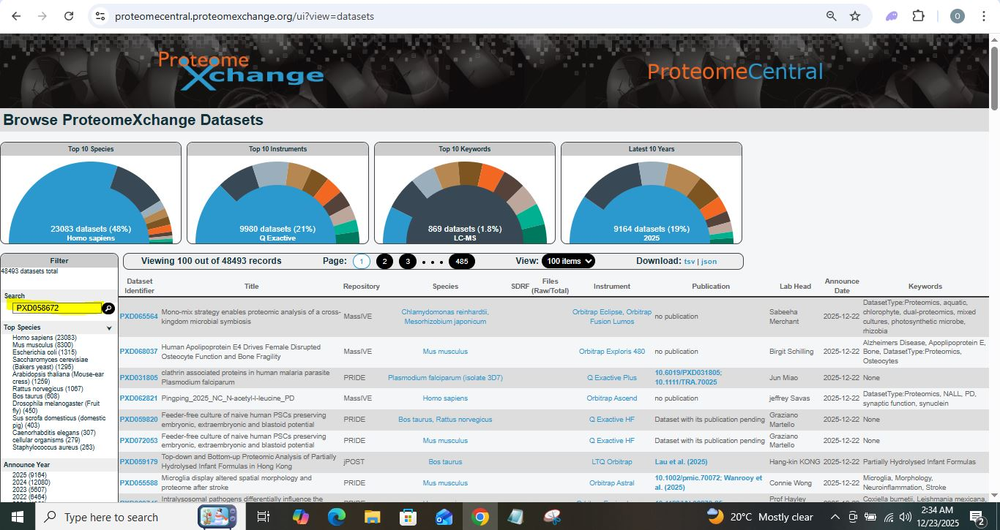 proteomecentral.proteomexchange.org/ui?view=datasets
O
Proteome
Xchange
ProteomeCentral
Browse ProteomeXchange Datasets
Top 10 Species
23083 datasets (48%)
Homo sapiens
Top 10 Instruments
9980 datasets (21%)
Q Exactive
Top 10 Keywords
869 datasets (1.8%)
LC-MS
Latest 10 Years
9164 datasets (19%)
2025
Filter
48493 datasets total
Search
PXD058672
Top Species
Homo sapiens (23083)
Mus musculus (8300)
Escherichia coli (1315)
Saccharomyces cerevisiae
(Bakers yeast) (1295)
Arabidopsis thaliana (Mouse-ear
cress) (1259)
Rattus norvegicus (1067)
Bos taurus (608)
Drosophila melanogaster (Fruit
fly) (450)
Sus scrofa domesticus (domestic
pig) (403)
Caenorhabditis elegans (307)
cellular organisms (279)
Staphylococcus aureus (263)
Announce Year
2025 (9164)
2024 (12080)
2023 (5607)
2022 (6464)
Viewing 100 out of 48493 records Page: 1 2 3 • • • 485 View: 100 items Download: tsv | json
Dataset Identifier Title Repository Species SDRF Files (Raw/Total) Instrument Publication Lab Head Announce Date Keywords
PXD065564 Mono-mix strategy enables proteomic analysis of a cross-kingdom microbial symbiosis MassIVE Chlamydomonas reinhardtii, Mesorhizobium japonicum Orbitrap Eclipse, Orbitrap Fusion Lumos no publication Sabeeha Merchant 2025-12-22 DatasetType:Proteomics, aquatic, chlorophyte, dual-proteomics, mixed cultures, photosynthetic microbe, rhizobia
PXD068037 Human Apolipoprotein E4 Drives Female Disrupted Osteocyte Function and Bone Fragility MassIVE Mus musculus Orbitrap Exploris 480 no publication Birgit Schilling 2025-12-22 Alzheimers Disease, Apoplipoprotein E, Bone, DatasetType:Proteomics, Osteocytes
PXD031805 clathrin associated proteins in human malaria parasite Plasmodium falciparum PRIDE Plasmodium falciparum (isolate 3D7) Q Exactive Plus 10.6019/PXD031805; 10.1111/TRA.70025 Jun Miao 2025-12-22 None
PXD062821 Pingping_2025_NC_N-acetyl-l-leucine_PD MassIVE Homo sapiens Orbitrap Ascend no publication jeffrey Savas 2025-12-22 DatasetType:Proteomics, NALL, PD, synaptic function, synuclein
PXD059820 Feeder-free culture of naive human PSCs preserving embryonic, extraembryonic and blastoid potential PRIDE Bos taurus, Rattus norvegicus Q Exactive HF Dataset with its publication pending Graziano Martello 2025-12-22 None
PXD072053 Feeder-free culture of naive human PSCs preserving embryonic, extraembryonic and blastoid potential PRIDE Mus musculus Q Exactive HF Dataset with its publication pending Graziano Martello 2025-12-22 None
PXD059179 Top-down and Bottom-up Proteomic Analysis of Partially Hydrolysed Infant Formulas in Hong Kong jPOST Bos taurus LTQ Orbitrap Lau et al. (2025) Hang-kin KONG 2025-12-22 Partially Hydrolysed Infant Formulas
PXD055588 Microglia display altered spatial morphology and proteome after stroke PRIDE Mus musculus Orbitrap Astral 10.1002/pmic.70072; Wanrooy et al. (2025) Connie Wong 2025-12-22 Microglia, Morphology, Neuroinflammation, Stroke
Intralysosomal pathogens differentially influence the Prof Hayley Coxiella burnetii, Leishmania mexicana,
Type here to search
20°C Mostly clear
2:34 AM
12/23/2025
2